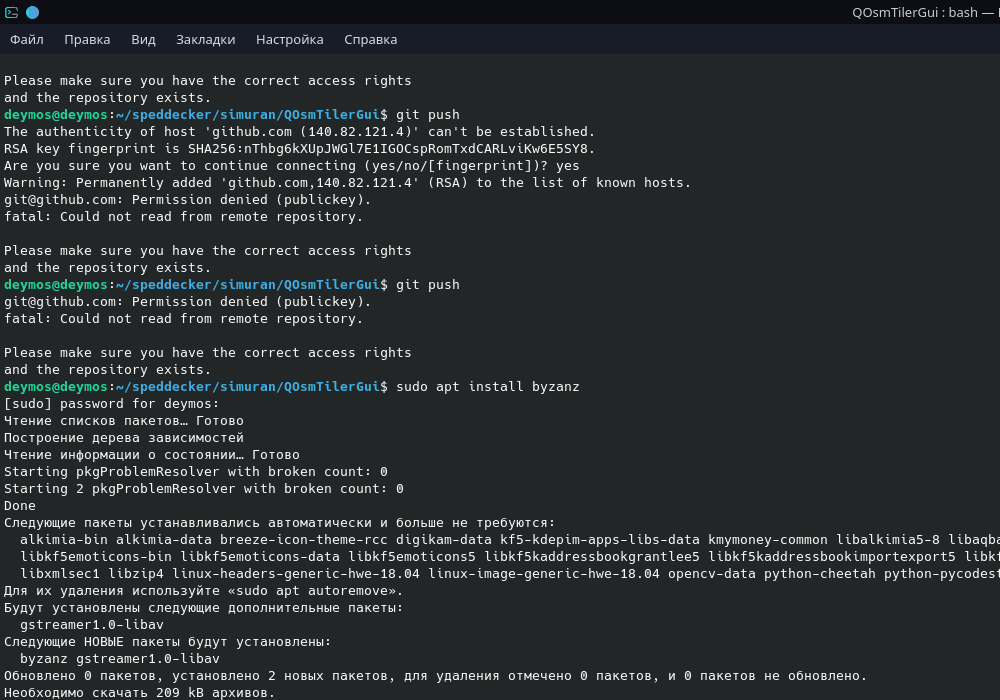 QOsmTilerGui : bash —
Файл Правка Вид Закладки Настройка Справка
Please make sure you have the correct access rights
and the repository exists.
deymos@deymos:~/speddecker/simuran/QOsmTilerGui$ git push
The authenticity of host 'github.com (140.82.121.4)' can't be established.
RSA key fingerprint is SHA256:nThbg6kXUpJWGl7E1IGOCspRomTxdCARLviKw6E5SY8.
Are you sure you want to continue connecting (yes/no/[fingerprint])? yes
Warning: Permanently added 'github.com,140.82.121.4' (RSA) to the list of known hosts.
git@github.com: Permission denied (publickey).
fatal: Could not read from remote repository.
Please make sure you have the correct access rights
and the repository exists.
deymos@deymos:~/speddecker/simuran/QOsmTilerGui$ git push
git@github.com: Permission denied (publickey).
fatal: Could not read from remote repository.
Please make sure you have the correct access rights
and the repository exists.
deymos@deymos:~/speddecker/simuran/QOsmTilerGui$ sudo apt install byzanz
[sudo] password for deymos:
Чтение списков пакетов… Готово
Построение дерева зависимостей
Чтение информации о состоянии… Готово
Starting pkgProblemResolver with broken count: 0
Starting 2 pkgProblemResolver with broken count: 0
Done
Следующие пакеты устанавливались автоматически и больше не требуются:
alkimia-bin alkimia-data breeze-icon-theme-rcc digikam-data kf5-kdepim-apps-libs-data kmymoney-common libalkimia5-8 libaqba
libkf5emoticons-bin libkf5emoticons-data libkf5emoticons5 libkf5kaddressbookgrantlee5 libkf5kaddressbookimportexport5 libkf
libxmlsec1 libzip4 linux-headers-generic-hwe-18.04 linux-image-generic-hwe-18.04 opencv-data python-cheetah python-pycodest
Для их удаления используйте «sudo apt autoremove».
Будут установлены следующие дополнительные пакеты:
gstreamer1.0-libav
Следующие НОВЫЕ пакеты будут установлены:
byzanz gstreamer1.0-libav
Обновлено 0 пакетов, установлено 2 новых пакетов, для удаления отмечено 0 пакетов, и 0 пакетов не обновлено.
Необходимо скачать 209 kB архивов.